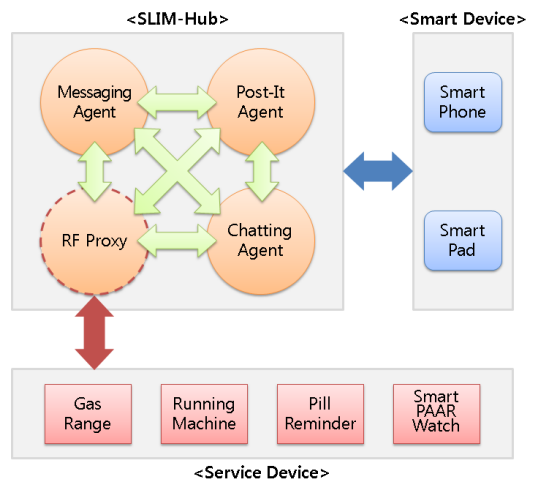 <SLIM-Hub>
<Smart Device>
Messaging
Agent
Post-It
Agent
Smart
Phone
RF Proxy
Chatting
Agent
Smart
Pad
Gas
Range
Running
Machine
Pill
Reminder
Smart
PAAR
Watch
<Service Device>